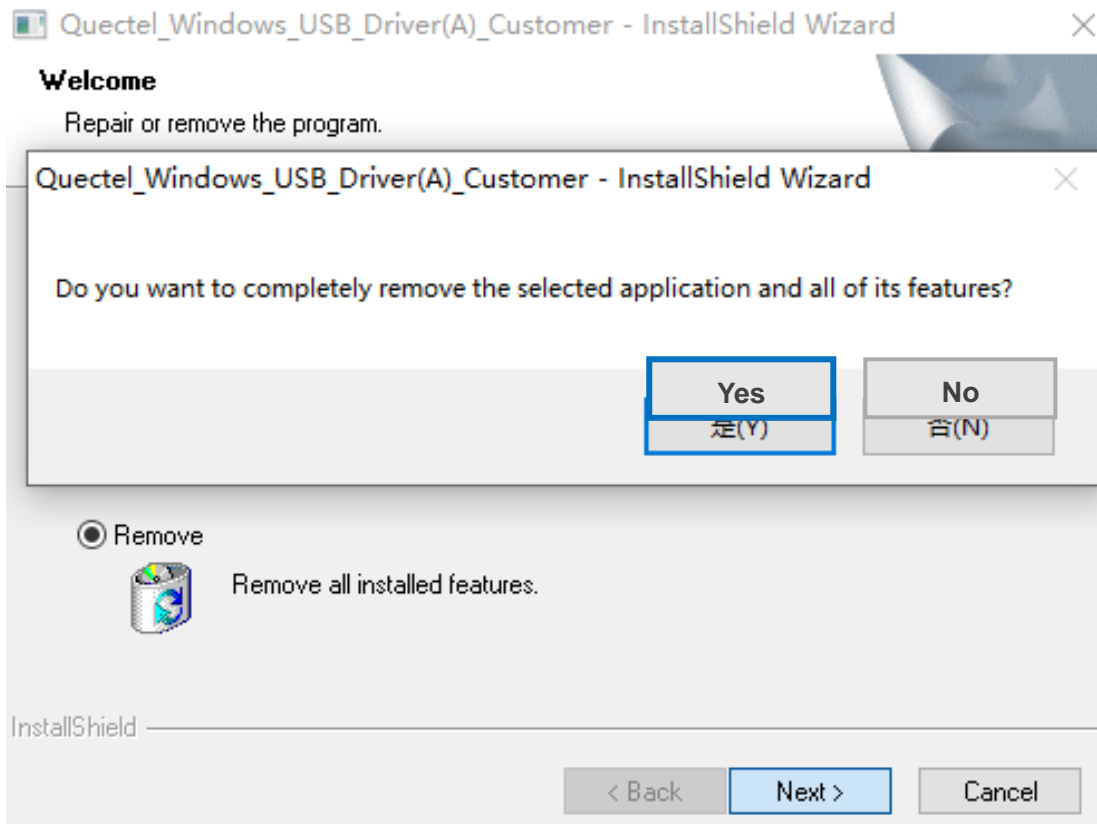 Quectel_Windows_USB_Driver(A)_Customer - InstallShield Wizard
Welcome
Repair or remove the program.
Quectel_Windows_USB_Driver(A)_Customer - InstallShield Wizard
Do you want to completely remove the selected application and all of its features?
Yes No
是(Y) 否(N)
Remove
Remove all installed features.
InstallShield
< Back Next > Cancel